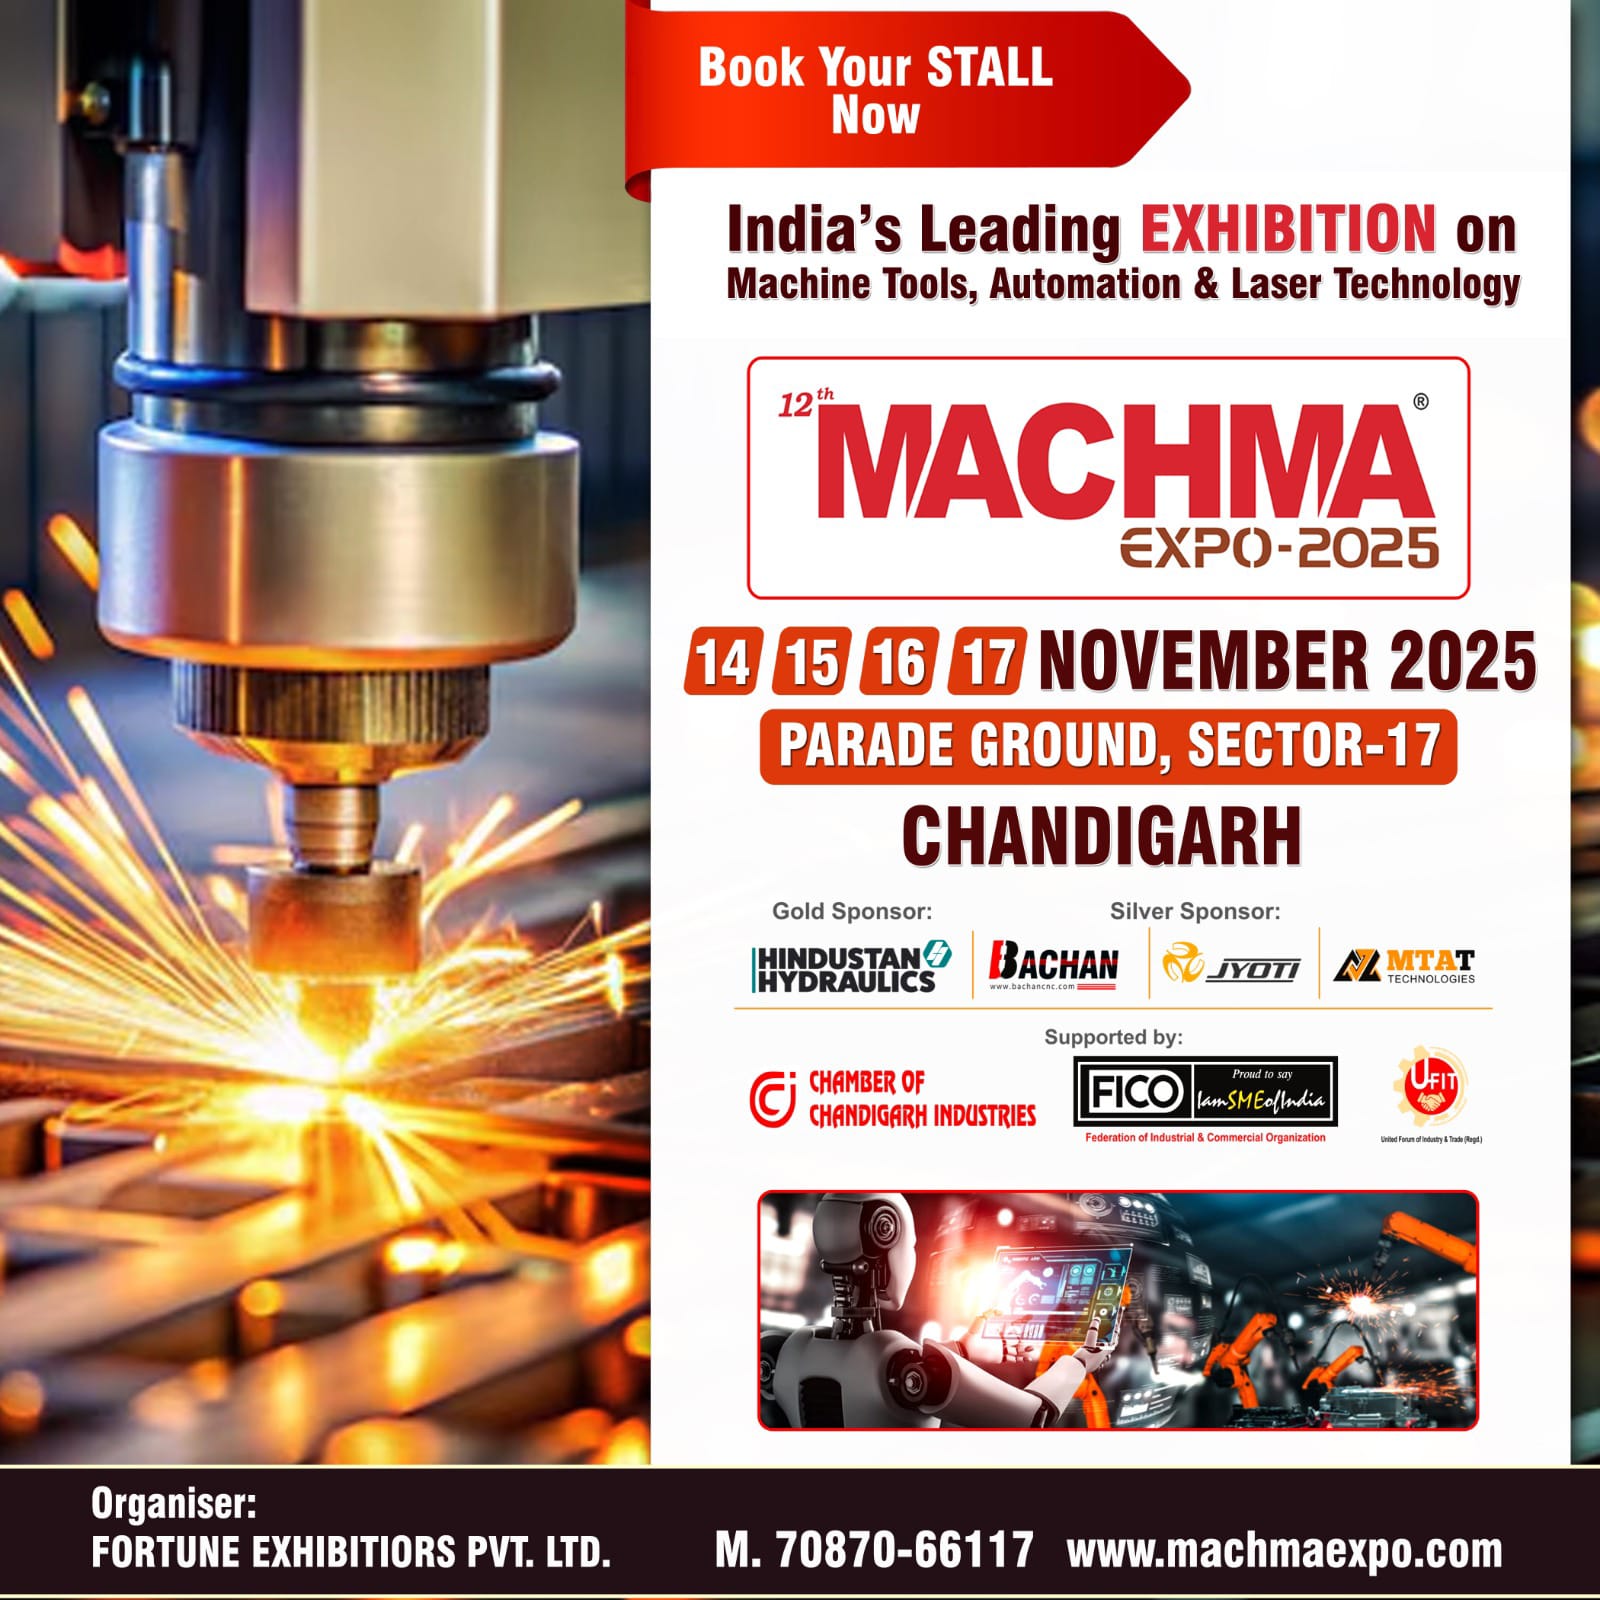 Book Your STALL
Now
India's Leading EXHIBITION on
Machine Tools, Automation & Laser Technology
12th MACHMA®
EXPO-2025
14 15 16 17 NOVEMBER 2025
PARADE GROUND, SECTOR-17
CHANDIGARH
Gold Sponsor: Silver Sponsor:
HINDUSTAN
HYDRAULICS
BACHAN
www.bachancnc.com
JYOTI
MTAT
TECHNOLOGIES
Supported by:
CHAMBER OF
CHANDIGARH INDUSTRIES
FICO
Proud to say
IamSMEofIndia
Federation of Industrial & Commercial Organization
UFIT
United Forum of Industry & Trade (Regd.)
Organiser:
FORTUNE EXHIBITIORS PVT. LTD.
M. 70870-66117 www.machmaexpo.com